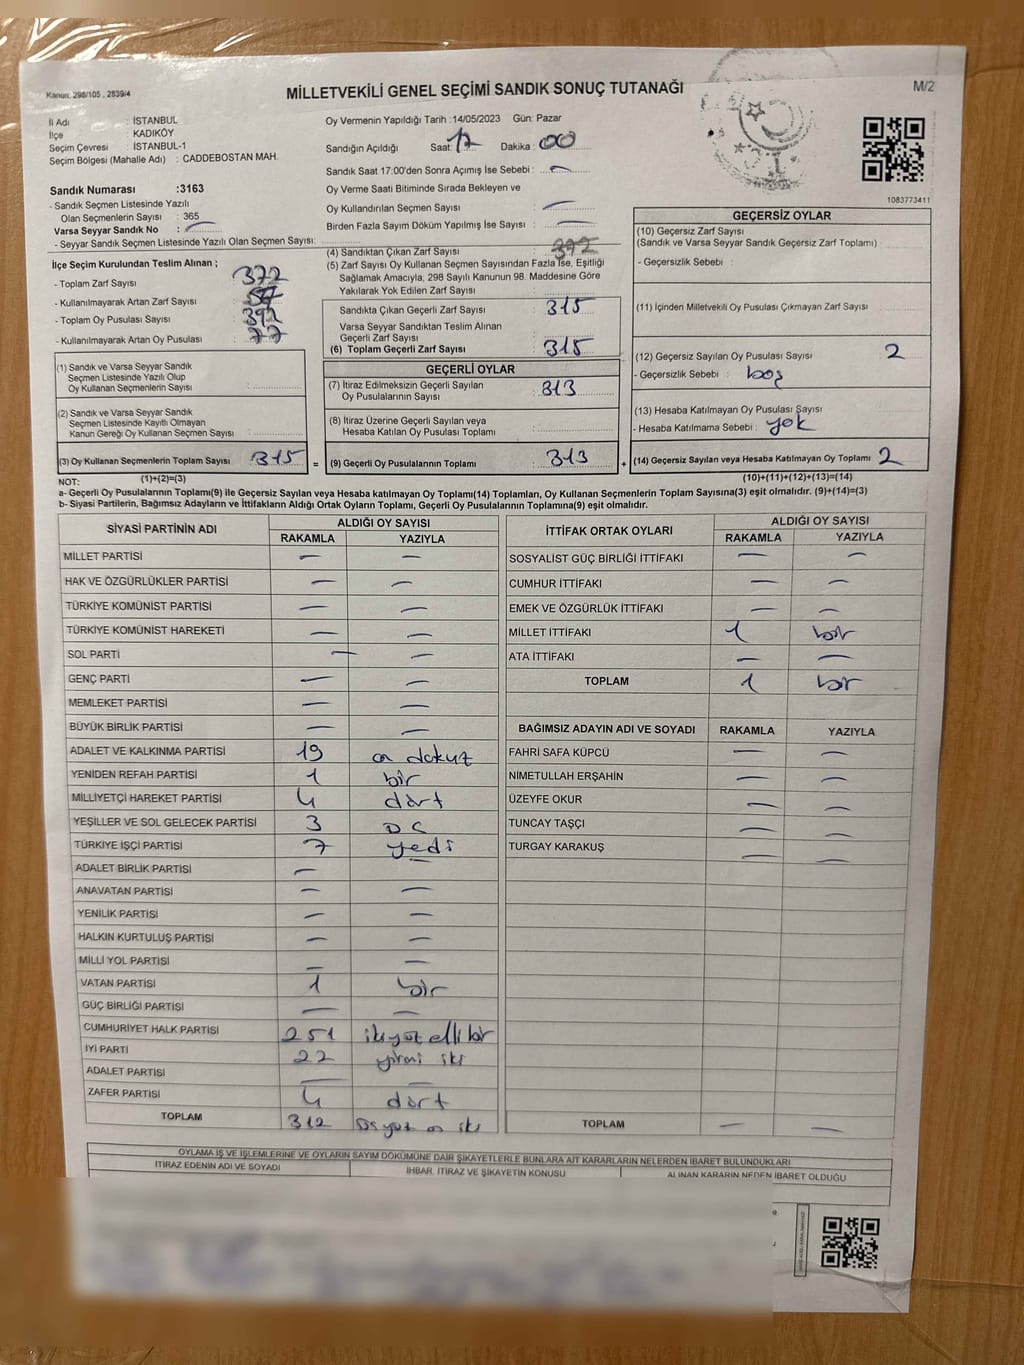 Kanun: 298/105, 2839/4
MİLLETVEKİLİ GENEL SEÇİMİ SANDIK SONUÇ TUTANAĞI
M/2
İl Adı : İSTANBUL
İlçe : KADIKÖY
Seçim Çevresi : İSTANBUL-1
Seçim Bölgesi (Mahalle Adı) : CADDEBOSTAN MAH.
Sandık Numarası :3163
- Sandık Seçmen Listesinde Yazılı
Olan Seçmenlerin Sayısı : 365
Varsa Seyyar Sandık No :
- Seyyar Sandık Seçmen Listesinde Yazılı Olan Seçmen Sayısı:
Oy Vermenin Yapıldığı Tarih :14/05/2023 Gün: Pazar
Sandığın Açıldığı Saat: 17 Dakika : 00
Sandık Saat 17:00'den Sonra Açımış İse Sebebi : —
Oy Verme Saati Bitiminde Sırada Bekleyen ve
Oy Kullandırılan Seçmen Sayısı : —
Birden Fazla Sayım Döküm Yapılmış İse Sayısı : —
1083773411
İlçe Seçim Kurulundan Teslim Alınan ;
- Toplam Zarf Sayısı : 372
- Kullanılmayarak Artan Zarf Sayısı : 57
- Toplam Oy Pusulası Sayısı : 392
- Kullanılmayarak Artan Oy Pusulası : 77
(4) Sandıktan Çıkan Zarf Sayısı :
(5) Zarf Sayısı Oy Kullanan Seçmen Sayısından Fazla İse, Eşitliği
Sağlamak Amacıyla, 298 Sayılı Kanunun 98. Maddesine Göre
Yakılarak Yok Edilen Zarf Sayısı :
Sandıkta Çıkan Geçerli Zarf Sayısı : 315
Varsa Seyyar Sandıktan Teslim Alınan
Geçerli Zarf Sayısı :
(6) Toplam Geçerli Zarf Sayısı : 315
GEÇERSİZ OYLAR
(10) Geçersiz Zarf Sayısı
(Sandık ve Varsa Seyyar Sandık Geçersiz Zarf Toplamı)
- Geçersizlik Sebebi :
(11) İçinden Milletvekili Oy Pusulası Çıkmayan Zarf Sayısı :
(12) Geçersiz Sayılan Oy Pusulası Sayısı : 2
- Geçersizlik Sebebi : boş
(13) Hesaba Katılmayan Oy Pusulası Sayısı
- Hesaba Katılmama Sebebi : yok
(1) Sandık ve Varsa Seyyar Sandık
Seçmen Listesinde Yazılı Olup
Oy Kullanan Seçmenlerin Sayısı :
(2) Sandık ve Varsa Seyyar Sandık
Seçmen Listesinde Kayıtlı Olmayan
Kanun Gereği Oy Kullanan Seçmen Sayısı :
GEÇERLİ OYLAR
(7) İtiraz Edilmeksizin Geçerli Sayılan
Oy Pusulalarının Sayısı : 313
(8) İtiraz Üzerine Geçerli Sayılan veya
Hesaba Katılan Oy Pusulası Toplamı :
(3) Oy Kullanan Seçmenlerin Toplam Sayısı : 315 = (9) Geçerli Oy Pusulalarının Toplamı : 313 + (14) Geçersiz Sayılan veya Hesaba Katılmayan Oy Toplamı 2
NOT: (1)+(2)=(3) (10)+(11)+(12)+(13)=(14)
a- Geçerli Oy Pusulalarının Toplamı(9) ile Geçersiz Sayılan veya Hesaba katılmayan Oy Toplamı(14) Toplamları, Oy Kullanan Seçmenlerin Toplam Sayısına(3) eşit olmalıdır. (9)+(14)=(3)
b- Siyasi Partilerin, Bağımsız Adayların ve İttifakların Aldığı Ortak Oyların Toplamı, Geçerli Oy Pusulalarının Toplamına(9) eşit olmalıdır.
SİYASİ PARTİNİN ADI ALDIĞI OY SAYISI
RAKAMLA YAZIYLA
MİLLET PARTİSİ — —
HAK VE ÖZGÜRLÜKLER PARTİSİ — —
TÜRKİYE KOMÜNİST PARTİSİ — —
TÜRKİYE KOMÜNİST HAREKETİ — —
SOL PARTİ — —
GENÇ PARTİ — —
MEMLEKET PARTİSİ — —
BÜYÜK BİRLİK PARTİSİ — —
ADALET VE KALKINMA PARTİSİ 19 on dokuz
YENİDEN REFAH PARTİSİ 1 bir
MİLLİYETÇİ HAREKET PARTİSİ 4 dört
YEŞİLLER VE SOL GELECEK PARTİSİ 3
TÜRKİYE İŞÇİ PARTİSİ 7 yedi
ADALET BİRLİK PARTİSİ — —
ANAVATAN PARTİSİ — —
YENİLİK PARTİSİ — —
HALKIN KURTULUŞ PARTİSİ — —
MİLLİ YOL PARTİSİ — —
VATAN PARTİSİ 1 bir
GÜÇ BİRLİĞİ PARTİSİ — —
CUMHURİYET HALK PARTİSİ 251 ikiyüz elli bir
İYİ PARTİ 22 yirmi iki
ADALET PARTİSİ — —
ZAFER PARTİSİ 4 dört
TOPLAM 312 üçyüz on iki
İTTİFAK ORTAK OYLARI ALDIĞI OY SAYISI
RAKAMLA YAZIYLA
SOSYALİST GÜÇ BİRLİĞİ İTTİFAKI — —
CUMHUR İTTİFAKI — —
EMEK VE ÖZGÜRLÜK İTTİFAKI — —
MİLLET İTTİFAKI 1 bir
ATA İTTİFAKI — —
TOPLAM 1 bir
BAĞIMSIZ ADAYIN ADI VE SOYADI RAKAMLA YAZIYLA
FAHRİ SAFA KÜPCÜ — —
NİMETULLAH ERŞAHİN — —
ÜZEYFE OKUR — —
TUNCAY TAŞÇI — —
TURGAY KARAKUŞ — —
TOPLAM — —
OYLAMA İŞ VE İŞLEMLERİNE VE OYLARIN SAYIM DÖKÜMÜNE DAİR ŞİKAYETLERLE BUNLARA AİT KARARLARIN NELERDEN İBARET BULUNDUKLARI
İTİRAZ EDENİN ADI VE SOYADI İHBAR, İTİRAZ VE ŞİKAYETİN KONUSU ALINAN KARARIN NEDEN İBARET OLDUĞU